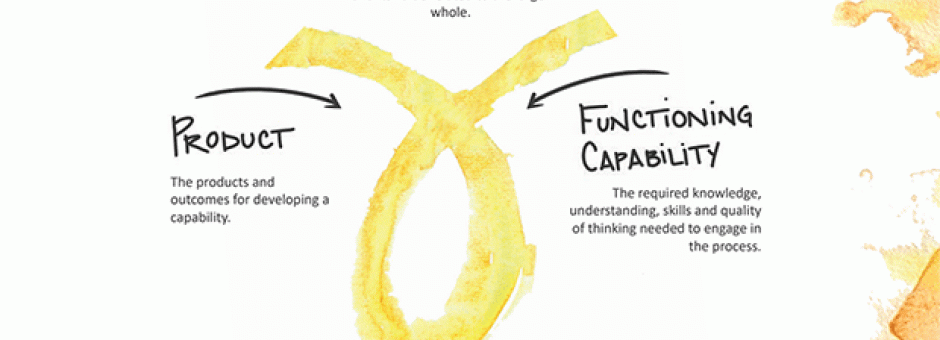 whole.
PRODUCT
The products and
outcomes for developing a
capability.
FUNCTIONING
CAPABILITY
The required knowledge,
understanding, skills and quality
of thinking needed to engage in
the process.